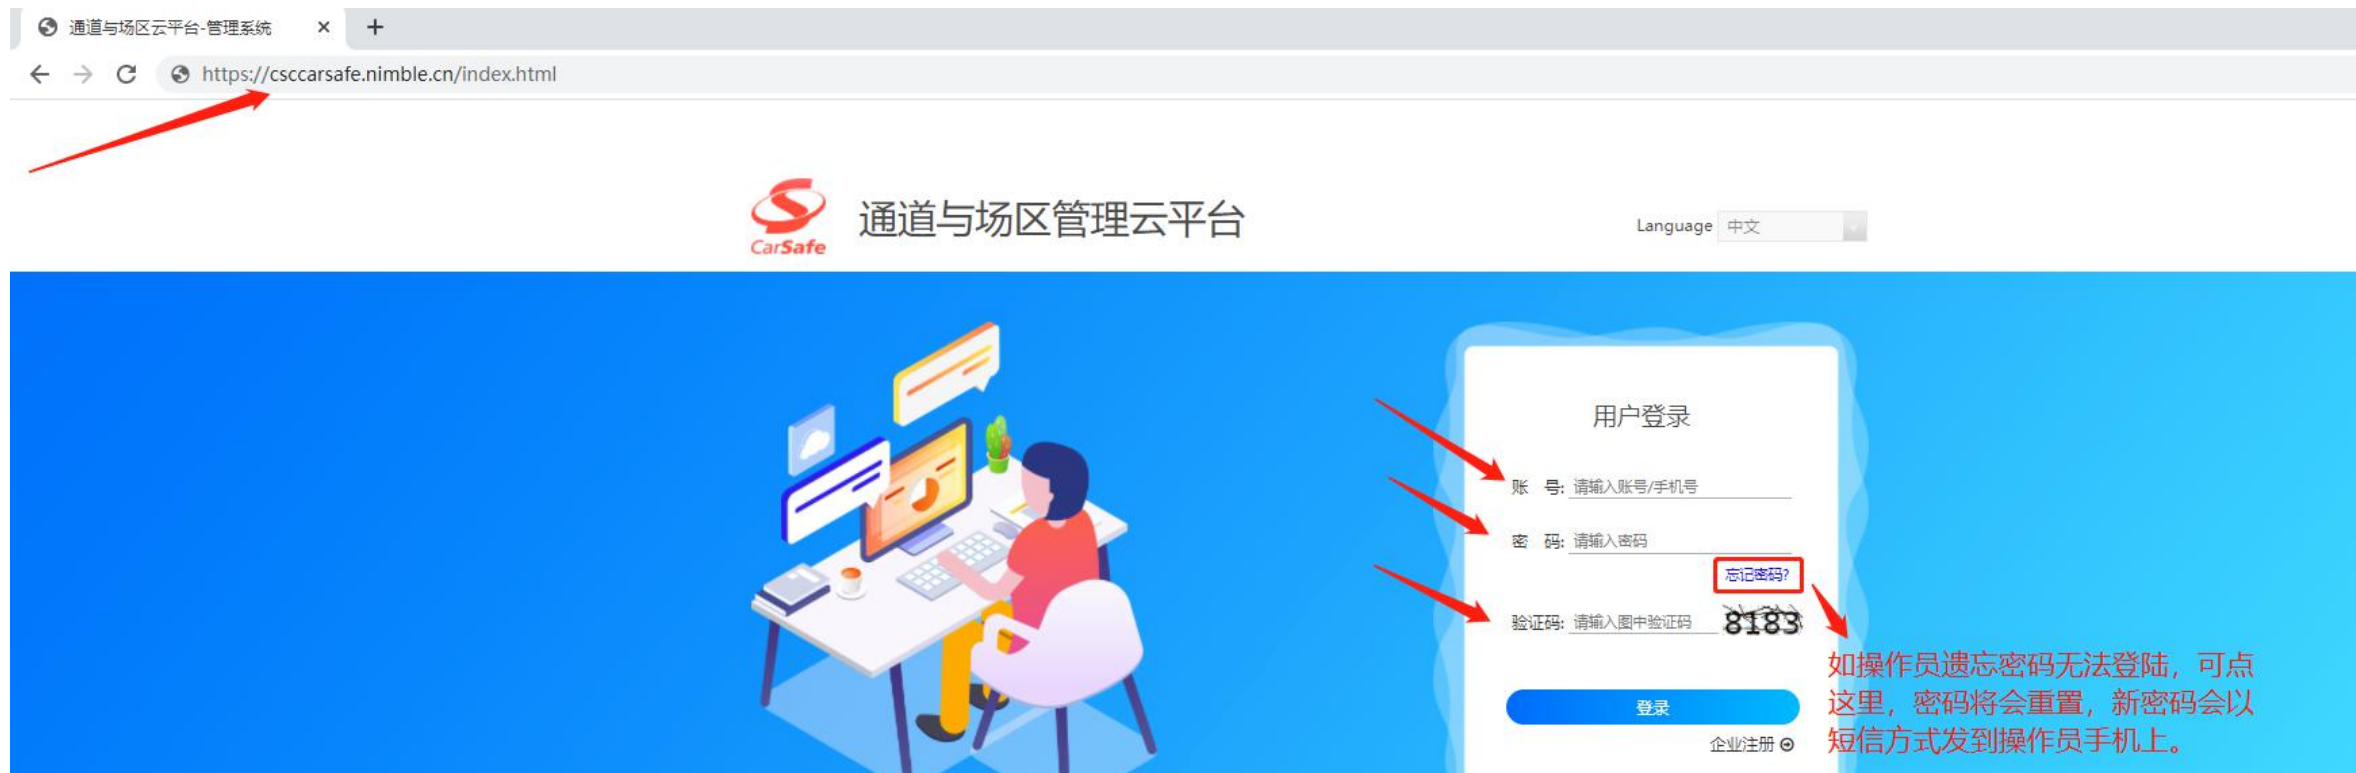 通道与场区云平台-管理系统
https://csccarsafe.nimble.cn/index.html
CarSafe
通道与场区管理云平台
Language 中文
用户登录
账 号: 请输入账号/手机号
密 码: 请输入密码
忘记密码?
验证码: 请输入图中验证码 8183
如操作员遗忘密码无法登陆，可点
这里，密码将会重置，新密码会以
短信方式发到操作员手机上。
登录
企业注册